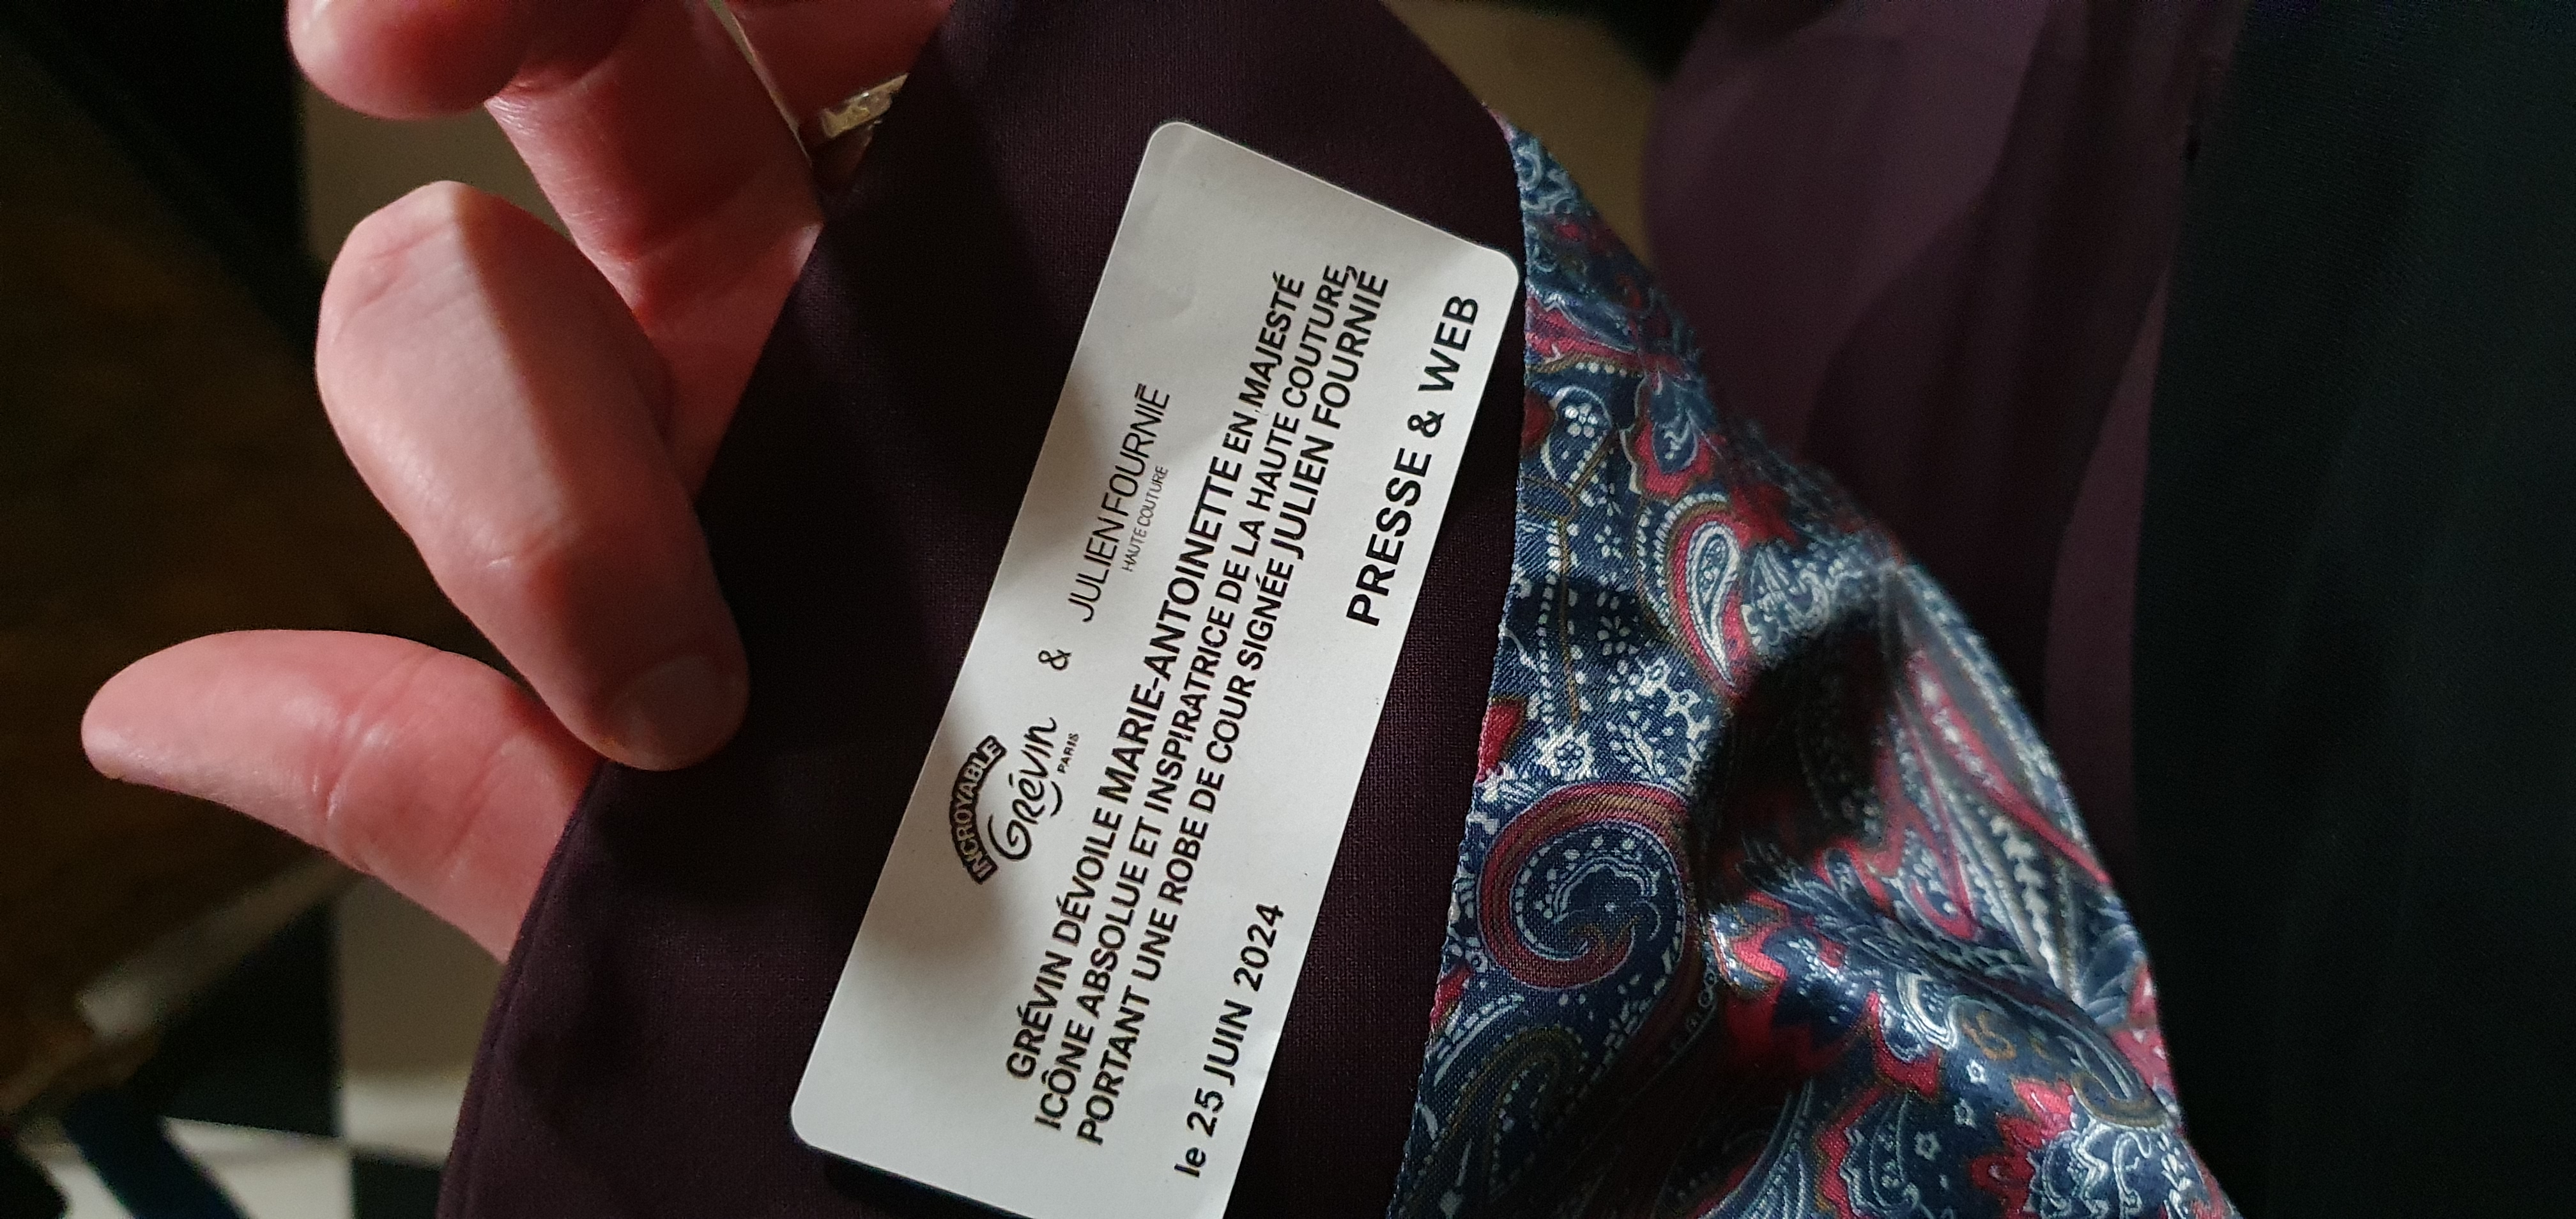 INCROYABLE
Grévin & JULIEN FOURNIÉ
PARIS HAUTE COUTURE
GRÉVIN DÉVOILE MARIE-ANTOINETTE EN MAJESTÉ
ICÔNE ABSOLUE ET INSPIRATRICE DE LA HAUTE COUTURE,
PORTANT UNE ROBE DE COUR SIGNÉE JULIEN FOURNIÉ
le 25 JUIN 2024
PRESSE & WEB